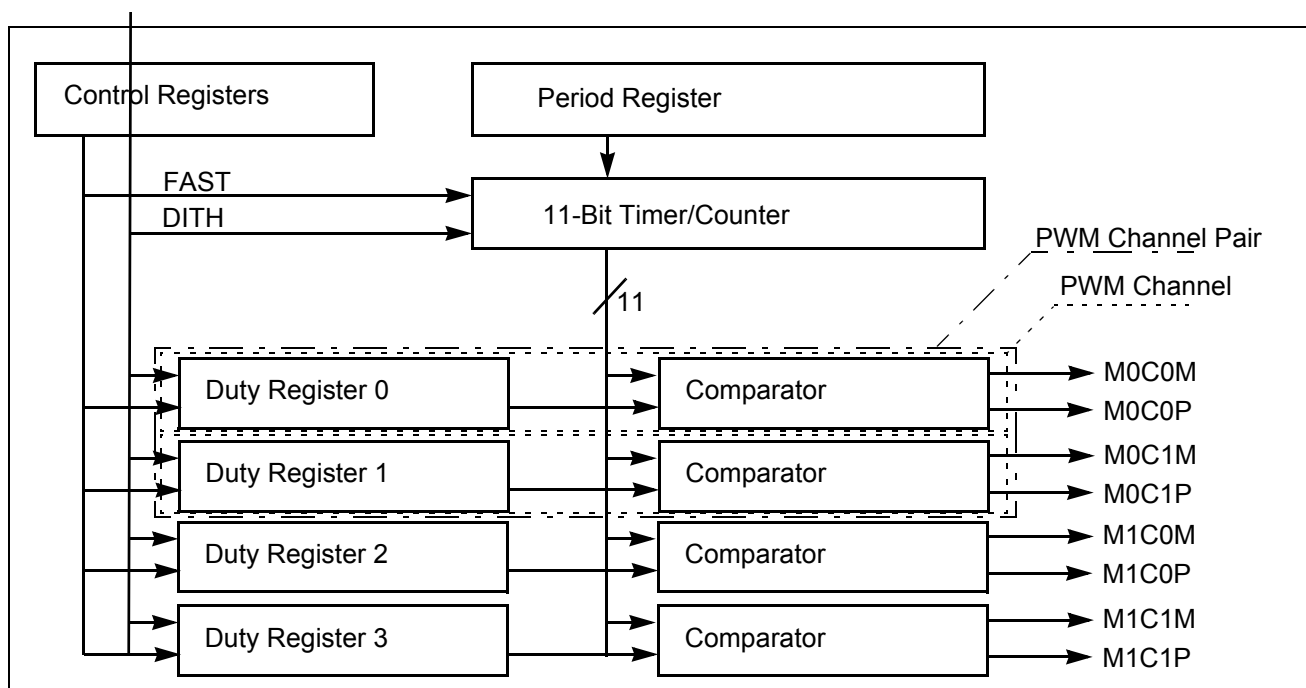 Control Registers
Period Register
FAST
DITH
11-Bit Timer/Counter
PWM Channel Pair
PWM Channel
11
Duty Register 0
Comparator
M0C0M
M0C0P
Duty Register 1
Comparator
M0C1M
M0C1P
Duty Register 2
Comparator
M1C0M
M1C0P
Duty Register 3
Comparator
M1C1M
M1C1P